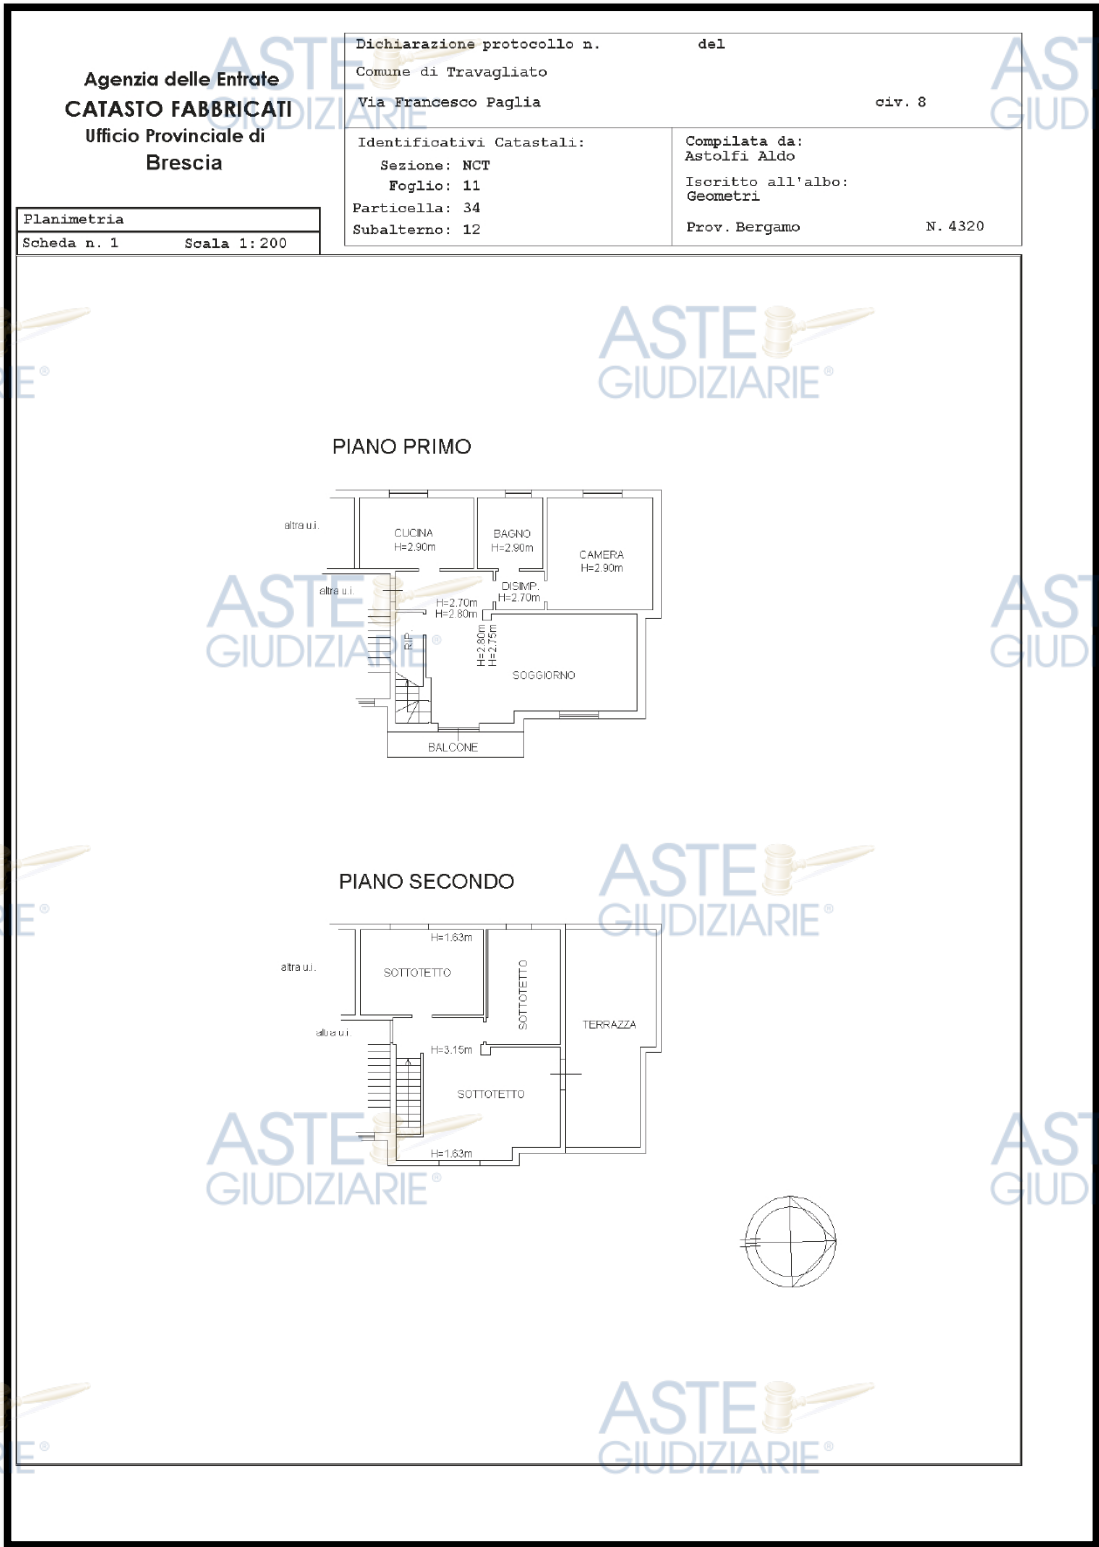 Agenzia delle Entrate
CATASTO FABBRICATI
Ufficio Provinciale di
Brescia
Dichiarazione protocollo n. del
Comune di Travagliato
Via Francesco Paglia civ. 8
Identificativi Catastali:
Sezione: NCT
Foglio: 11
Particella: 34
Subalterno: 12
Compilata da:
Astolfi Aldo
Iscritto all'albo:
Geometri
Prov. Bergamo N. 4320
Planimetria
Scheda n. 1 Scala 1:200
PIANO PRIMO
altra u.i.
CUCINA
H=2.90m
BAGNO
H=2.90m
CAMERA
H=2.90m
altra u.i.
DISIMP.
H=2.70m
H=2.70m
H=2.80m
RIP.
H=2.80m
H=2.75m
SOGGIORNO
BALCONE
PIANO SECONDO
altra u.i.
H=1.63m
SOTTOTETTO
SOTTOTETTO
TERRAZZA
altra u.i
H=3.15m
SOTTOTETTO
H=1.63m
ASTE
GIUDIZIARIE®